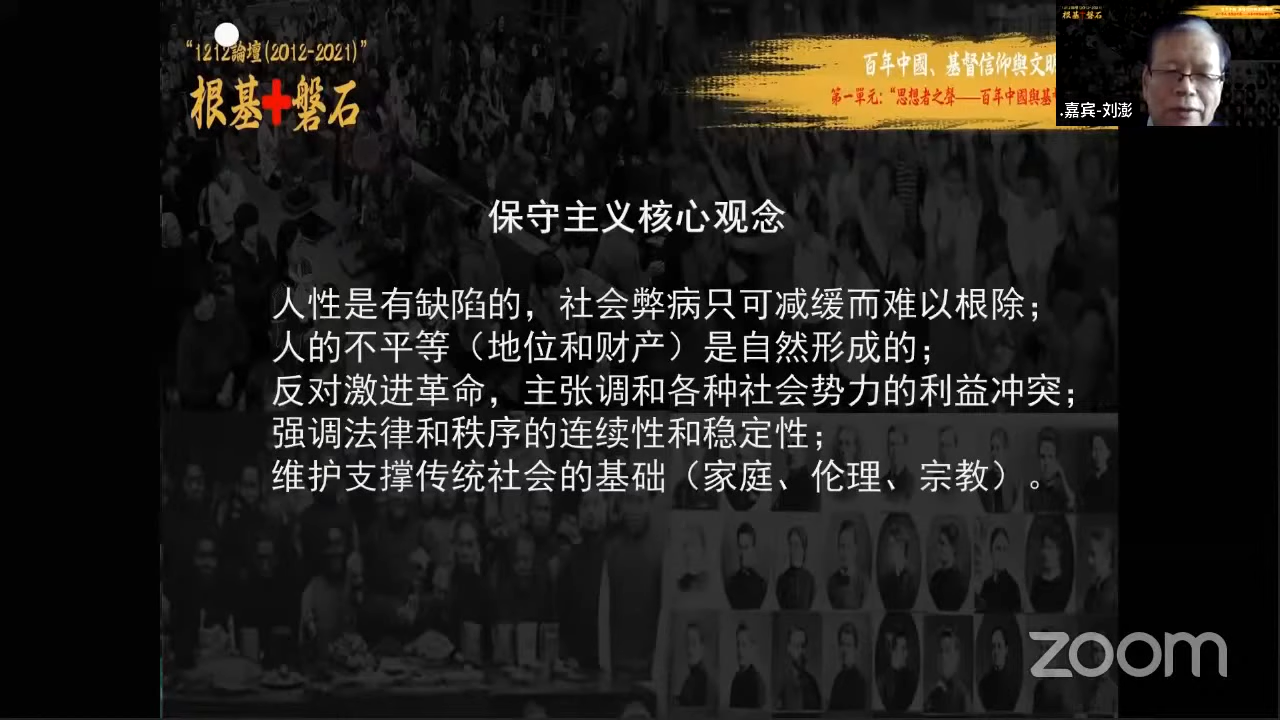 “1212論壇(2012-2021)”
根基 磐石
百年中國、基督信仰與文明
第一單元：“思想者之聲——百年中國與基督
.嘉宾-刘澎
保守主义核心观念
人性是有缺陷的，社会弊病只可减缓而难以根除；
人的不平等（地位和财产）是自然形成的；
反对激进革命，主张调和各种社会势力的利益冲突；
强调法律和秩序的连续性和稳定性；
维护支撑传统社会的基础（家庭、伦理、宗教）。
zoom